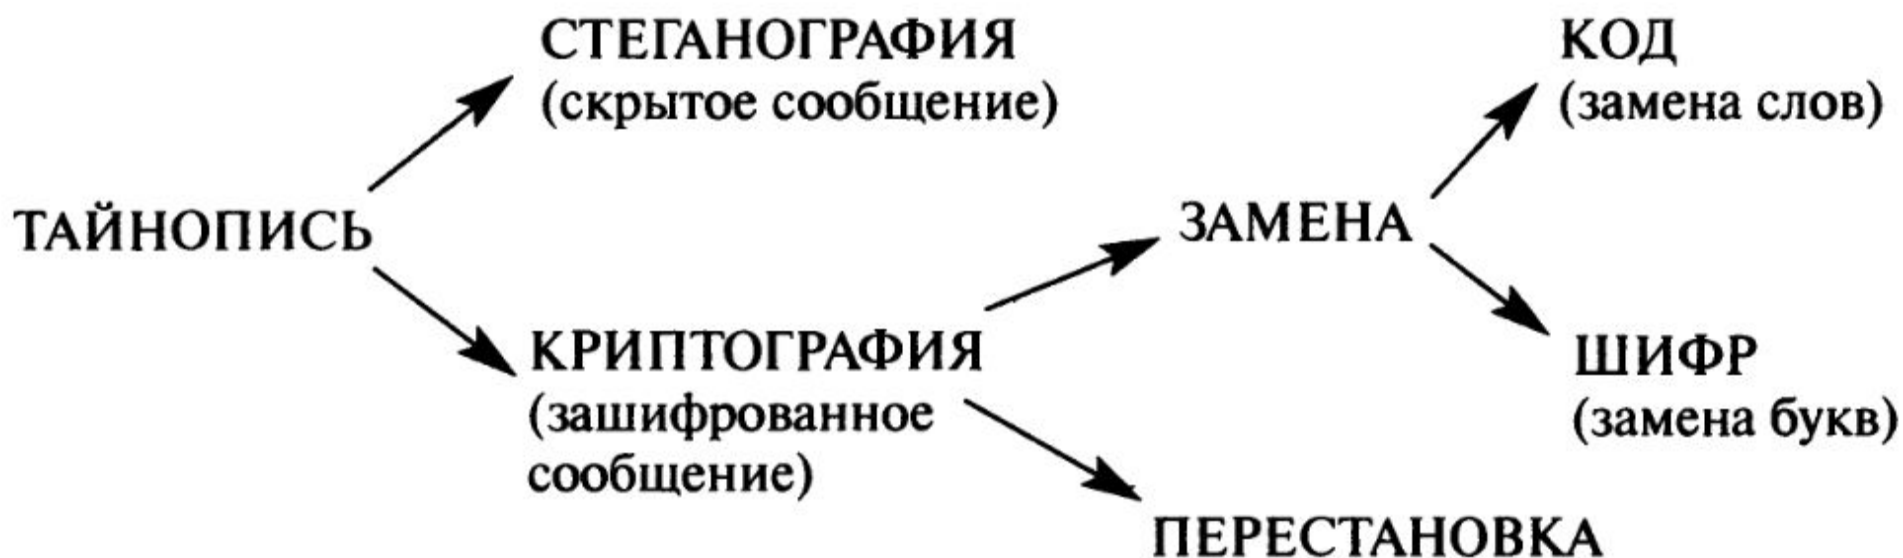 СТЕГАНОГРАФИЯ
(скрытое сообщение)
КОД
(замена слов)
ТАЙНОПИСЬ
ЗАМЕНА
КРИПТОГРАФИЯ
(зашифрованное
сообщение)
ШИФР
(замена букв)
ПЕРЕСТАНОВКА